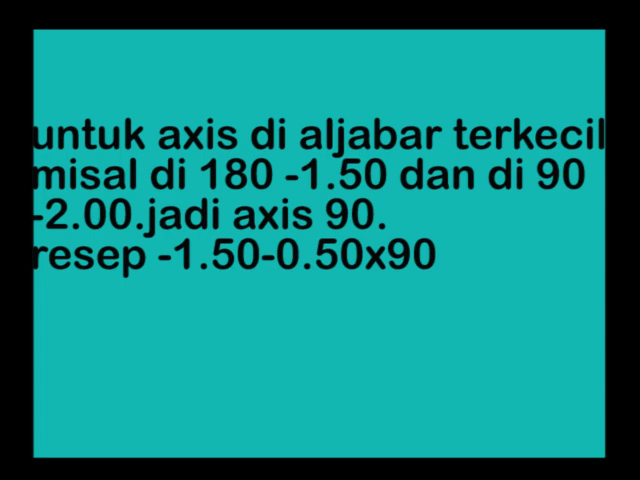 untuk axis di aljabar terkecil
misal di 180 -1.50 dan di 90
-2.00.jadi axis 90.
resep -1.50-0.50x90